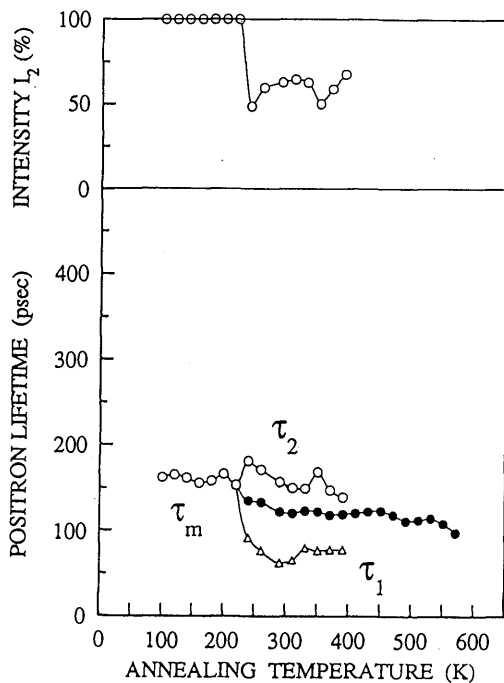 INTENSITY I2 (%)
100
50
0
POSITRON LIFETIME (psec)
400
300
200
100
0
τ2
τm
τ1
0 100 200 300 400 500 600
ANNEALING TEMPERATURE (K)